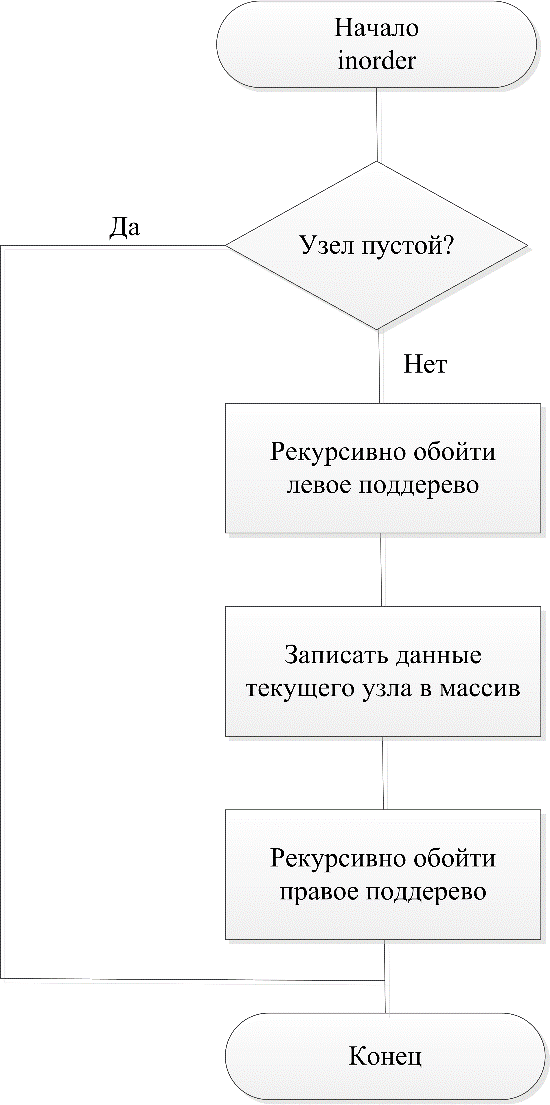 Начало
inorder
Да
Узел пустой?
Нет
Рекурсивно обойти
левое поддерево
Записать данные
текущего узла в массив
Рекурсивно обойти
правое поддерево
Конец